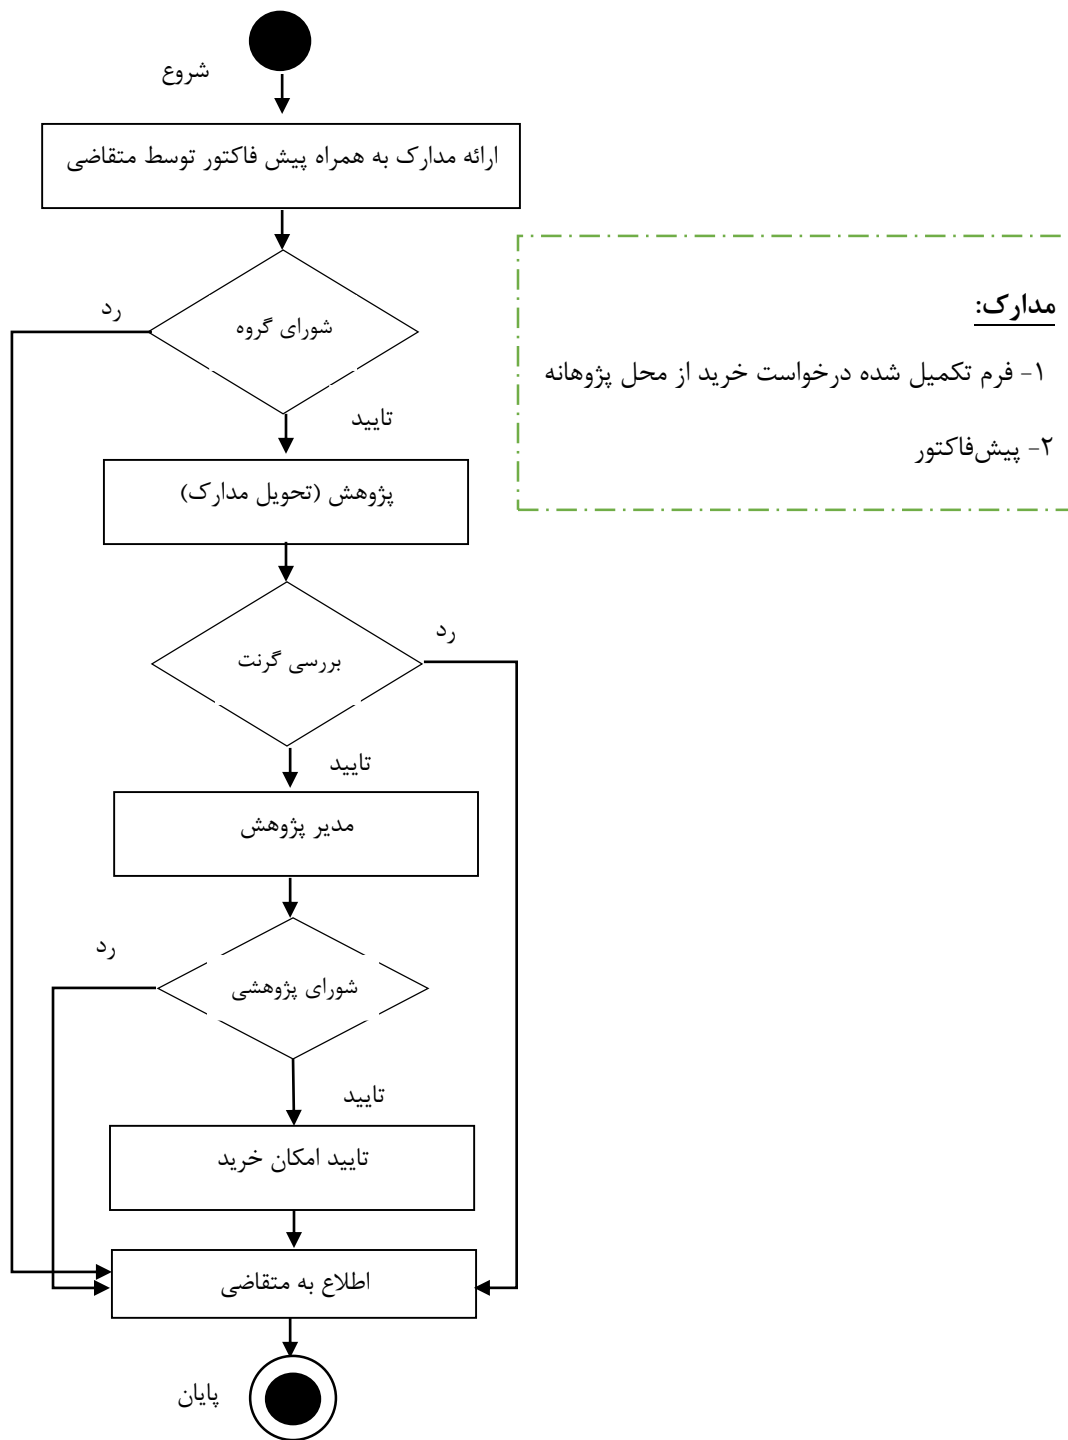 شروع
ارائه مدارک به همراه پیش فاکتور توسط متقاضی
مدارک:
۱- فرم تکمیل شده درخواست خرید از محل پژوهانه
۲- پیش‌فاکتور
رد
شورای گروه
تایید
پژوهش (تحویل مدارک)
رد
بررسی گرنت
تایید
مدیر پژوهش
رد
شورای پژوهشی
تایید
تایید امکان خرید
اطلاع به متقاضی
پایان